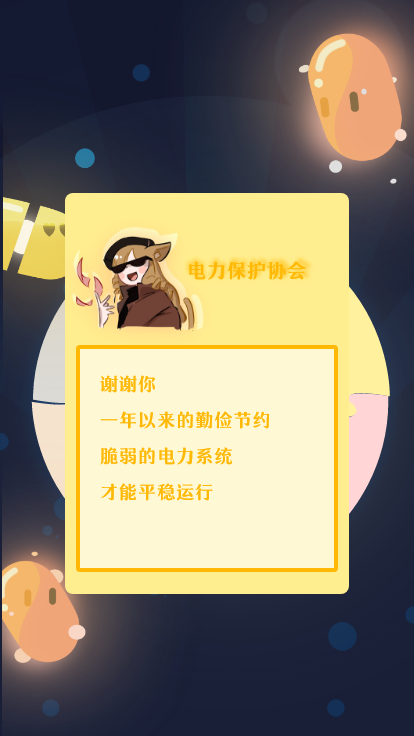 电力保护协会
谢谢你
一年以来的勤俭节约
脆弱的电力系统
才能平稳运行